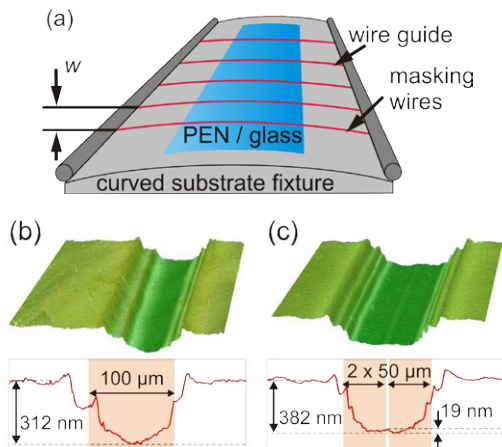 (a)
wire guide
w
masking
wires
PEN / glass
curved substrate fixture
(b)
(c)
100 µm
312 nm
2 x 50 µm
382 nm
19 nm